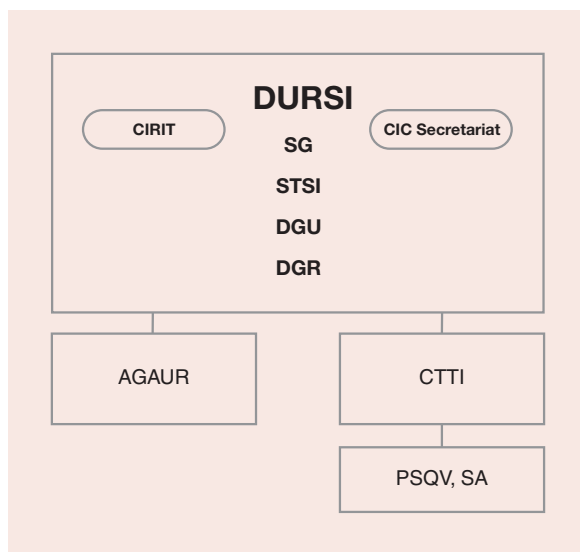 DURSI
CIRIT
CIC Secretariat
SG
STSI
DGU
DGR
AGAUR
CTTI
PSQV, SA